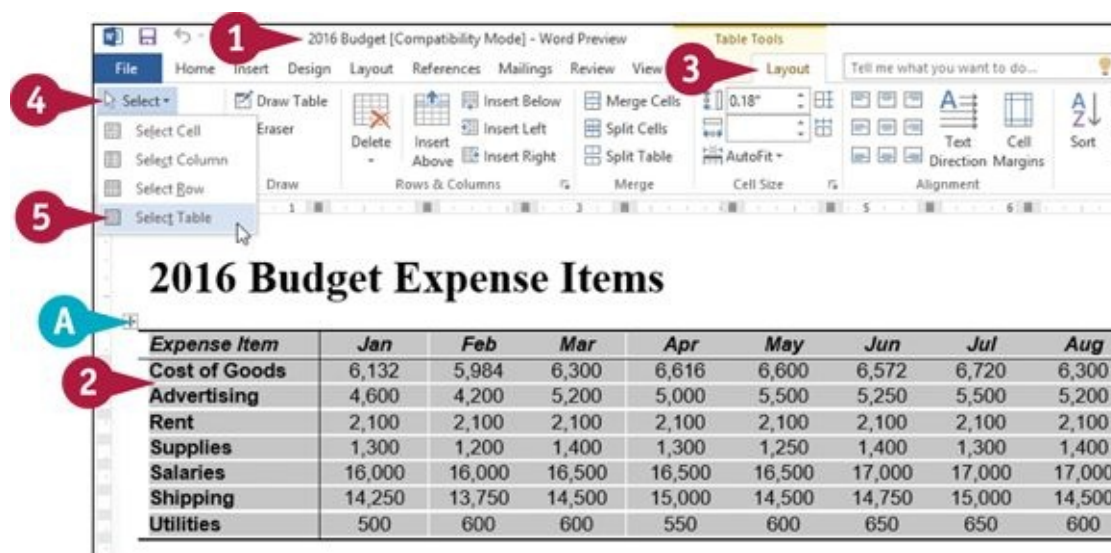 1 2016 Budget [Compatibility Mode] - Word Preview Table Tools
File Home Insert Design Layout References Mailings Review View 3 Layout Tell me what you want to do...
4 Select Draw Table Insert Below Merge Cells 0.18" A
Select Cell Eraser Delete Insert Insert Left Split Cells Text Cell Sort
Select Column Above Insert Right Split Table AutoFit Direction Margins
Select Row Draw Rows & Columns Merge Cell Size Alignment
5 Select Table 1 3 5 6
2016 Budget Expense Items
A
Expense Item Jan Feb Mar Apr May Jun Jul Aug
2 Cost of Goods 6,132 5,984 6,300 6,616 6,600 6,572 6,720 6,300
Advertising 4,600 4,200 5,200 5,000 5,500 5,250 5,500 5,200
Rent 2,100 2,100 2,100 2,100 2,100 2,100 2,100 2,100
Supplies 1,300 1,200 1,400 1,300 1,250 1,400 1,300 1,400
Salaries 16,000 16,000 16,500 16,500 16,500 17,000 17,000 17,000
Shipping 14,250 13,750 14,500 15,000 14,500 14,750 15,000 14,500
Utilities 500 600 600 550 600 650 650 600